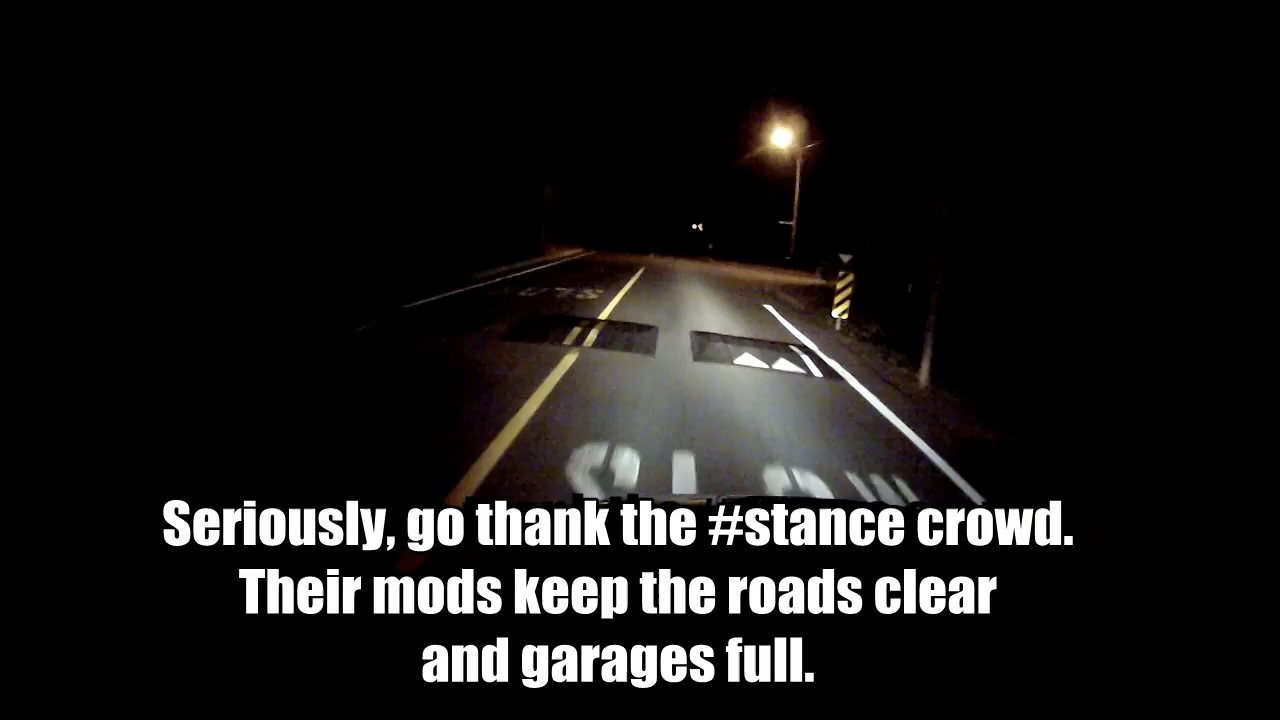 Seriously, go thank the #stance crowd.
Their mods keep the roads clear
and garages full.